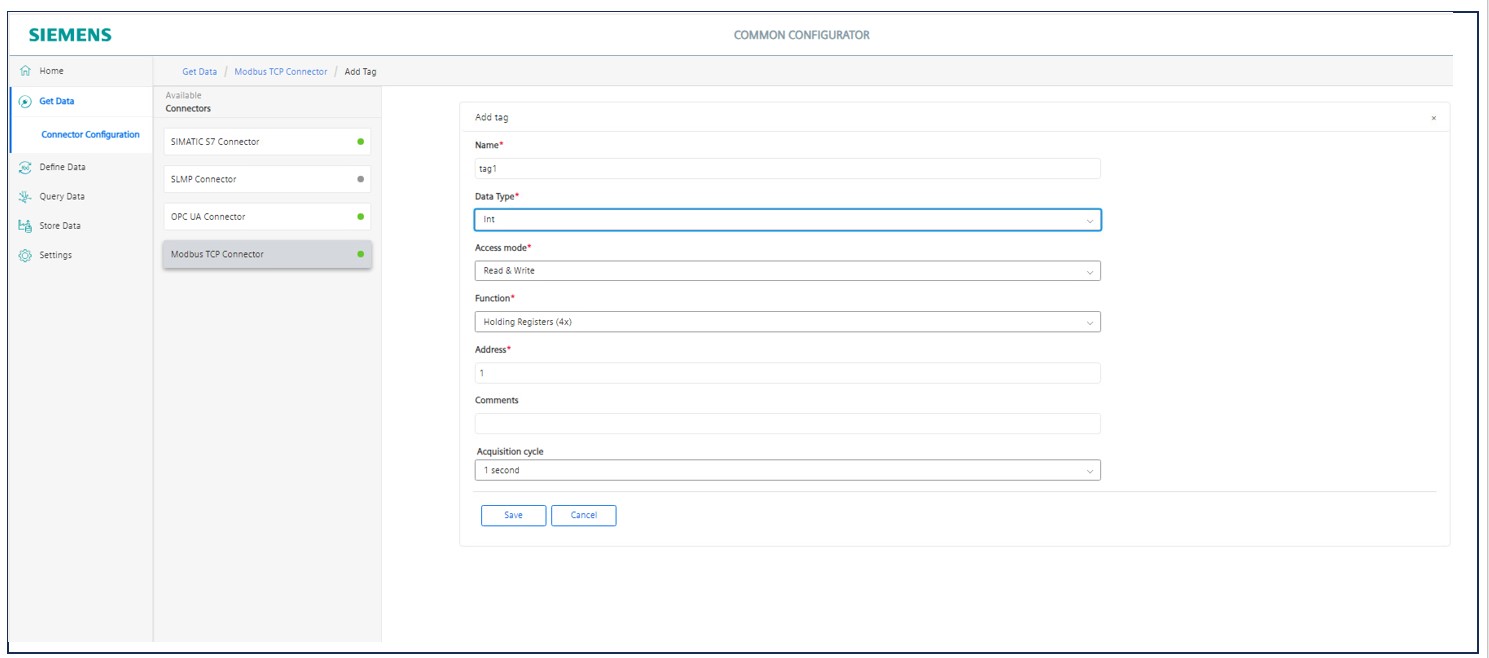 SIEMENS
COMMON CONFIGURATOR
Home
Get Data
Connector Configuration
Define Data
Query Data
Store Data
Settings
Get Data / Modbus TCP Connector / Add Tag
Available
Connectors
SIMATIC S7 Connector
SLMP Connector
OPC UA Connector
Modbus TCP Connector
Add tag ×
Name*
tag1
Data Type*
Int
Access mode*
Read & Write
Function*
Holding Registers (4x)
Address*
1
Comments
Acquisition cycle
1 second
Save Cancel